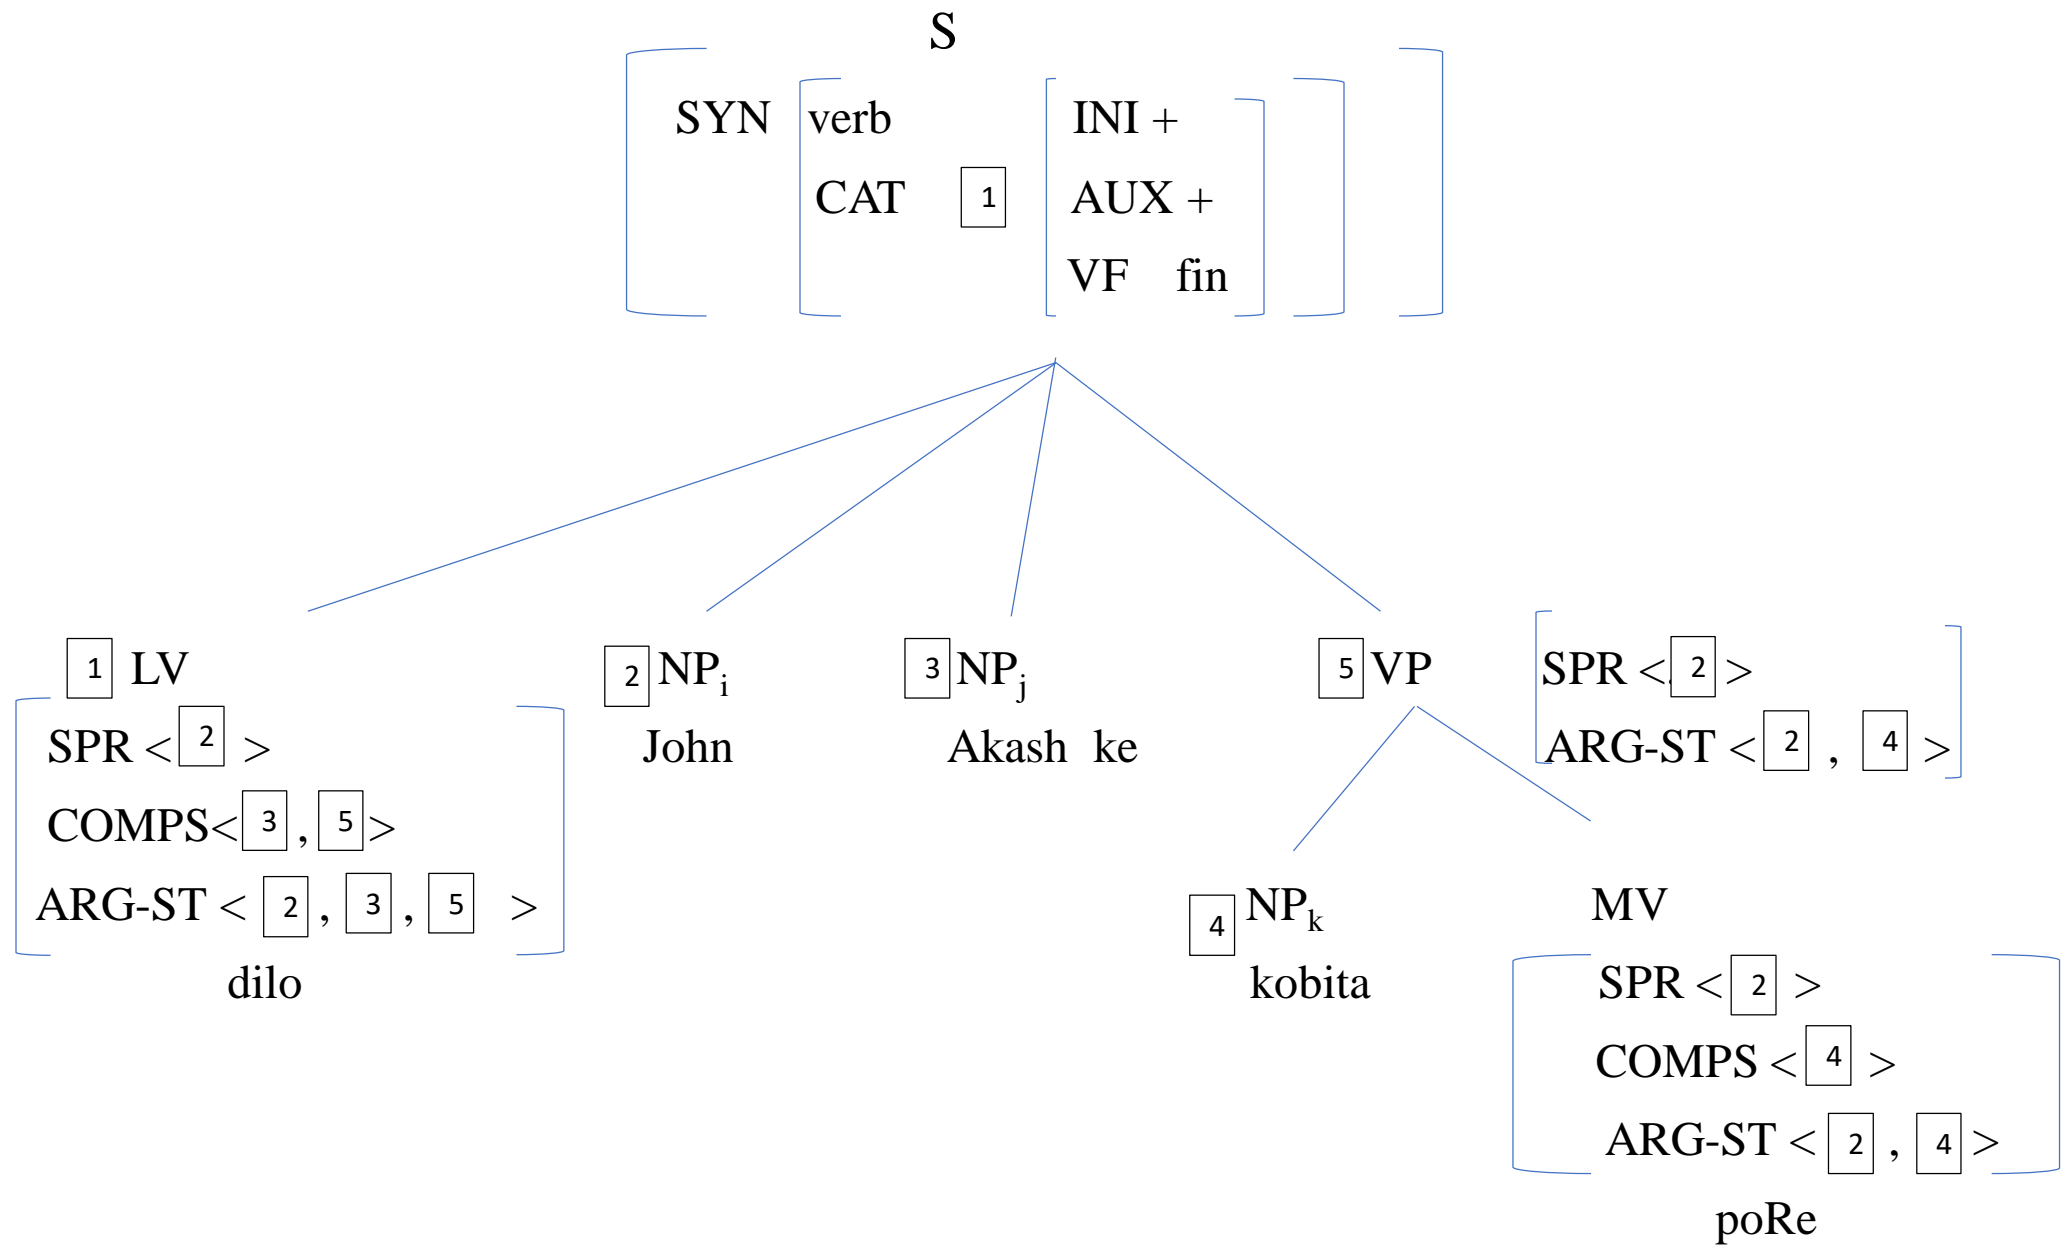 S
SYN verb INI +
CAT 1 AUX +
VF fin
1 LV 2 NPi 3 NPj 5 VP SPR < 2 >
SPR < 2 > John Akash ke ARG-ST < 2 , 4 >
COMPS< 3 , 5 >
ARG-ST < 2 , 3 , 5 > 4 NPk MV
dilo kobita SPR < 2 >
COMPS < 4 >
ARG-ST < 2 , 4 >
poRe